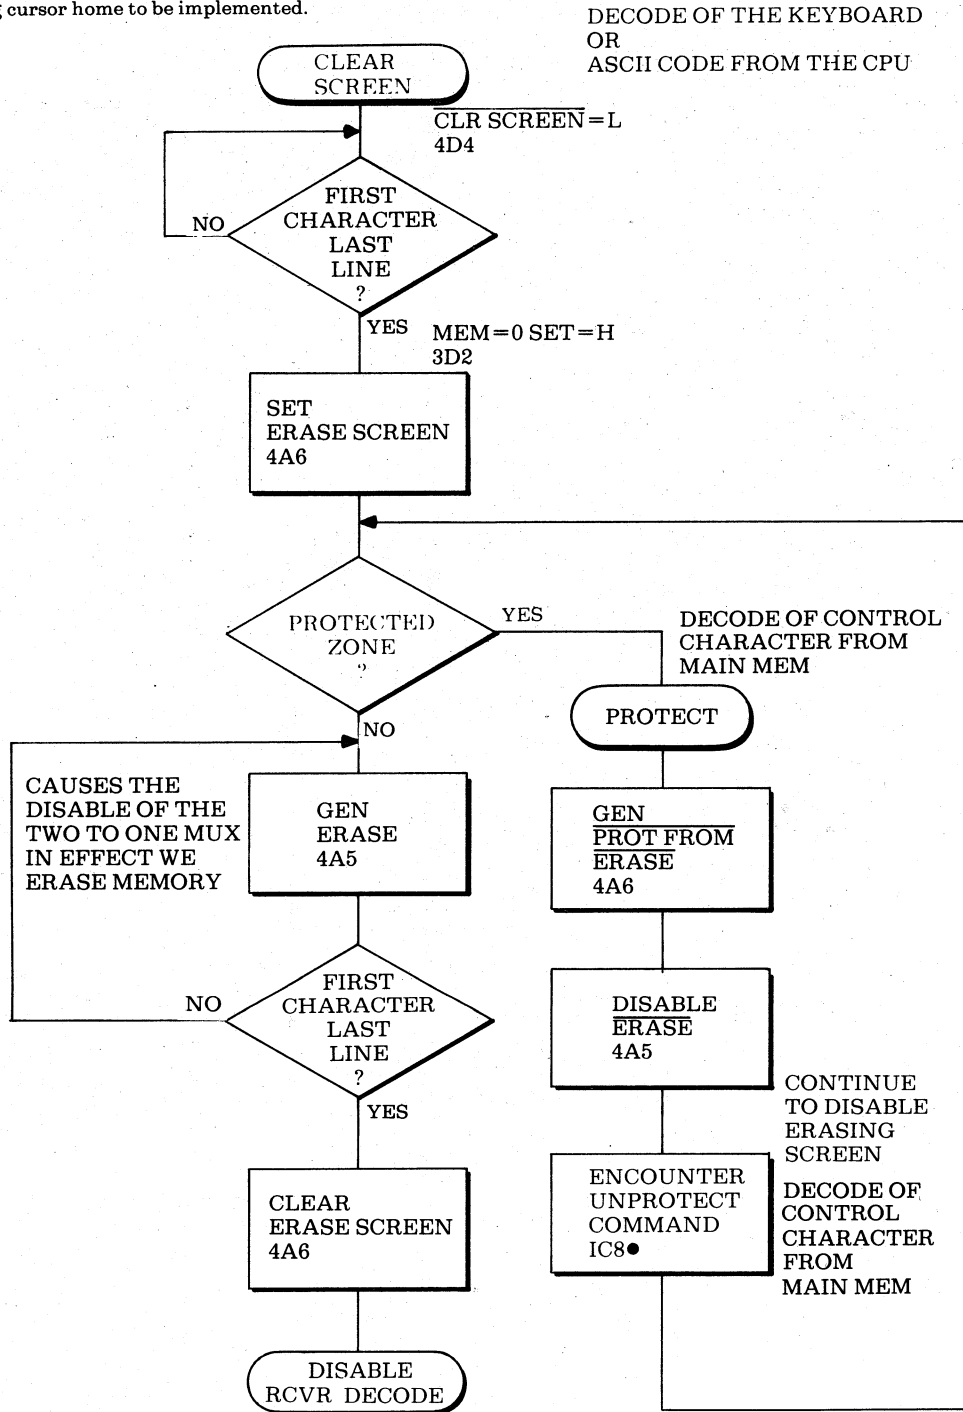 cursor home to be implemented.
DECODE OF THE KEYBOARD
OR
ASCII CODE FROM THE CPU
CLEAR
SCREEN
CLR SCREEN=L
4D4
FIRST
CHARACTER
LAST
LINE
?
NO
YES
MEM=0 SET=H
3D2
SET
ERASE SCREEN
4A6
PROTECTED
ZONE
?
YES
DECODE OF CONTROL
CHARACTER FROM
MAIN MEM
PROTECT
NO
CAUSES THE
DISABLE OF THE
TWO TO ONE MUX
IN EFFECT WE
ERASE MEMORY
GEN
ERASE
4A5
GEN
PROT FROM
ERASE
4A6
FIRST
CHARACTER
LAST
LINE
?
NO
YES
DISABLE
ERASE
4A5
CONTINUE
TO DISABLE
ERASING
SCREEN
ENCOUNTER
UNPROTECT
COMMAND
IC8●
DECODE OF
CONTROL
CHARACTER
FROM
MAIN MEM
CLEAR
ERASE SCREEN
4A6
DISABLE
RCVR DECODE